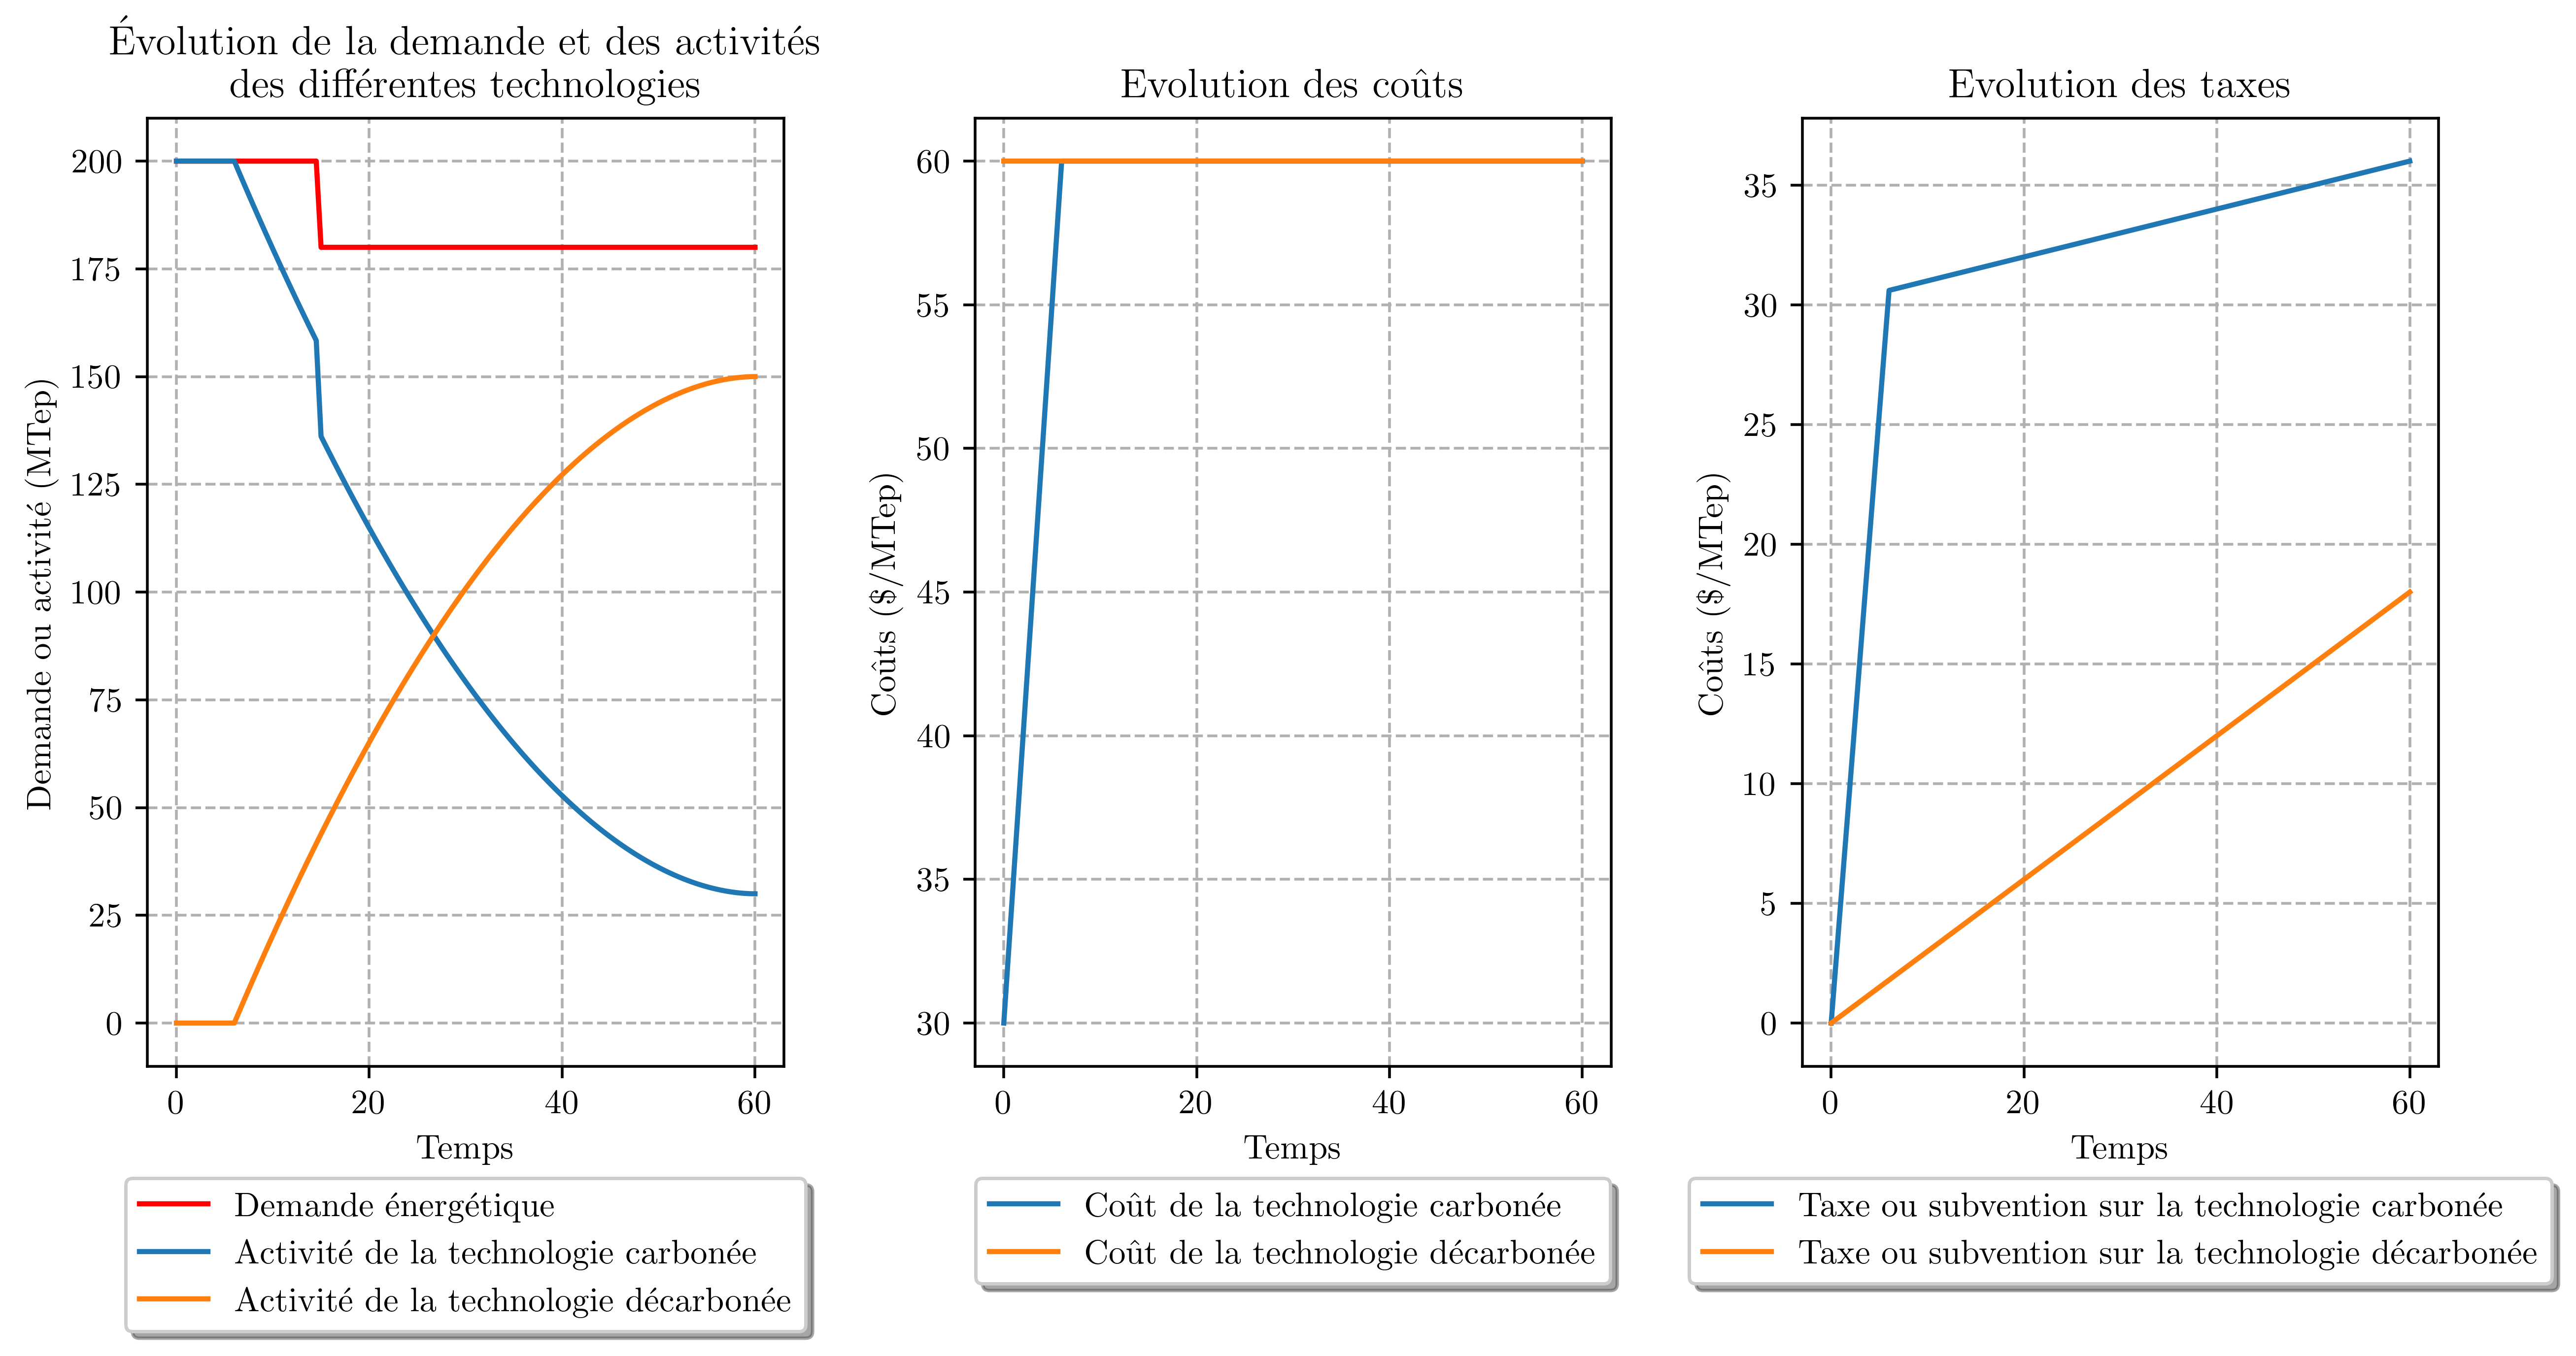 Évolution de la demande et des activités
des différentes technologies
Demande ou activité (MTep)
200
175
150
125
100
75
50
25
0
0 20 40 60
Temps
Demande énergétique
Activité de la technologie carbonée
Activité de la technologie décarbonée
Evolution des coûts
Coûts ($/MTep)
60
55
50
45
40
35
30
0 20 40 60
Temps
Coût de la technologie carbonée
Coût de la technologie décarbonée
Evolution des taxes
Coûts ($/MTep)
35
30
25
20
15
10
5
0
0 20 40 60
Temps
Taxe ou subvention sur la technologie carbonée
Taxe ou subvention sur la technologie décarbonée